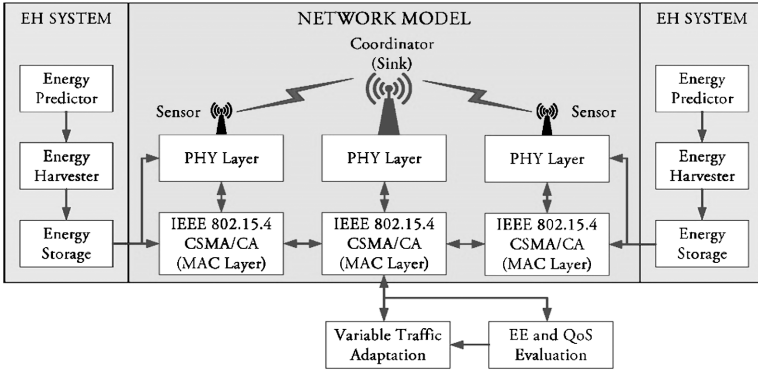 EH SYSTEM
NETWORK MODEL
EH SYSTEM
Coordinator
(Sink)
Energy
Predictor
Energy
Harvester
Energy
Storage
Sensor
Sensor
PHY Layer
PHY Layer
PHY Layer
IEEE 802.15.4
CSMA/CA
(MAC Layer)
IEEE 802.15.4
CSMA/CA
(MAC Layer)
IEEE 802.15.4
CSMA/CA
(MAC Layer)
Energy
Predictor
Energy
Harvester
Energy
Storage
Variable Traffic
Adaptation
EE and QoS
Evaluation